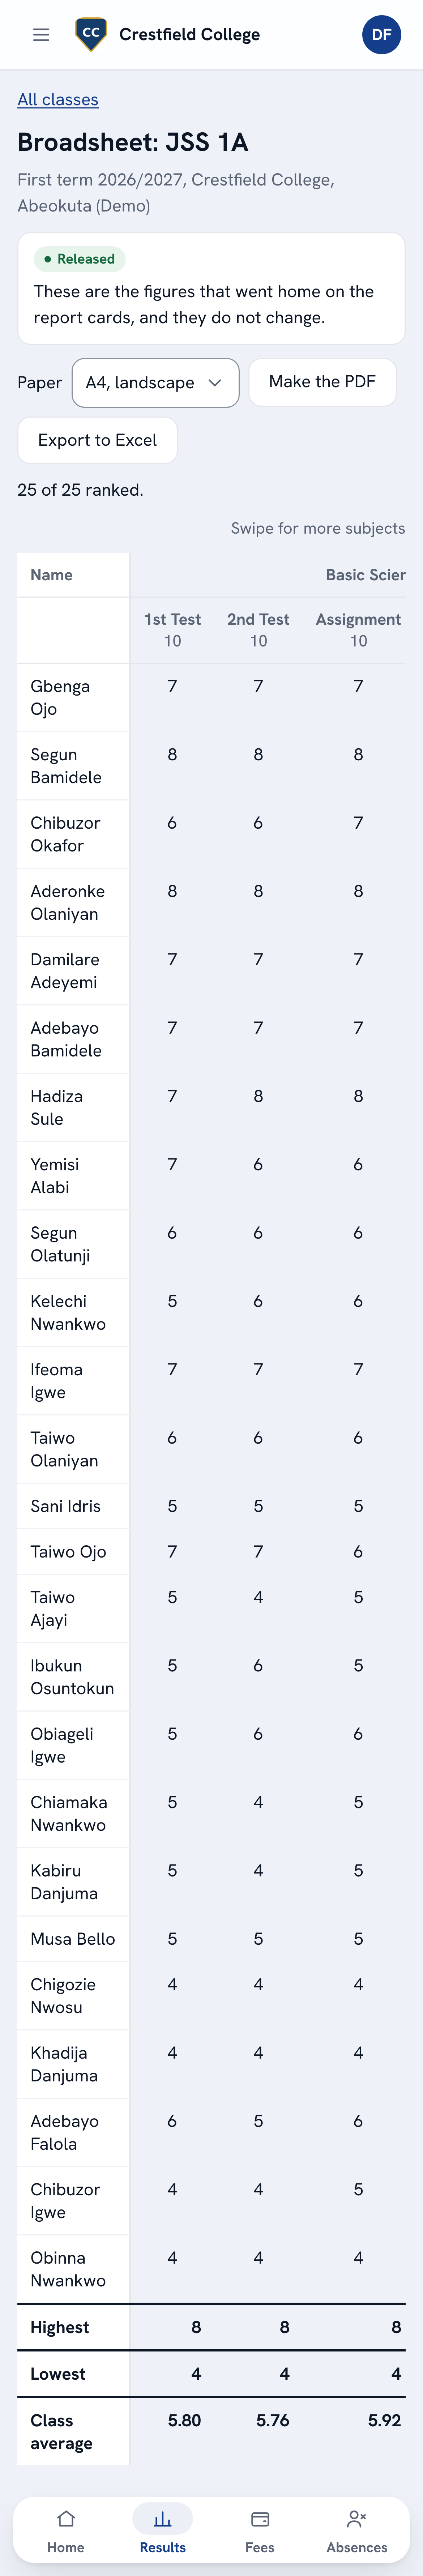 CC
Crestfield College
DF
All classes
Broadsheet: JSS 1A
First term 2026/2027, Crestfield College,
Abeokuta (Demo)
Released
These are the figures that went home on the
report cards, and they do not change.
Paper
A4, landscape
Make the PDF
Export to Excel
25 of 25 ranked.
Swipe for more subjects
Name Basic Scier
1st Test 2nd Test Assignment
10 10 10
Gbenga 7 7 7
Ojo
Segun 8 8 8
Bamidele
Chibuzor 6 6 7
Okafor
Aderonke 8 8 8
Olaniyan
Damilare 7 7 7
Adeyemi
Adebayo 7 7 7
Bamidele
Hadiza 7 8 8
Sule
Yemisi 7 6 6
Alabi
Segun 6 6 6
Olatunji
Kelechi 5 6 6
Nwankwo
Ifeoma 7 7 7
Igwe
Taiwo 6 6 6
Olaniyan
Sani Idris 5 5 5
Taiwo Ojo 7 7 6
Taiwo 5 4 5
Ajayi
Ibukun 5 6 5
Osuntokun
Obiageli 5 6 6
Igwe
Chiamaka 5 4 5
Nwankwo
Kabiru 5 4 5
Danjuma
Musa Bello 5 5 5
Chigozie 4 4 4
Nwosu
Khadija 4 4 4
Danjuma
Adebayo 6 5 6
Falola
Chibuzor 4 4 5
Igwe
Obinna 4 4 4
Nwankwo
Highest 8 8 8
Lowest 4 4 4
Class 5.80 5.76 5.92
average
Home Results Fees Absences